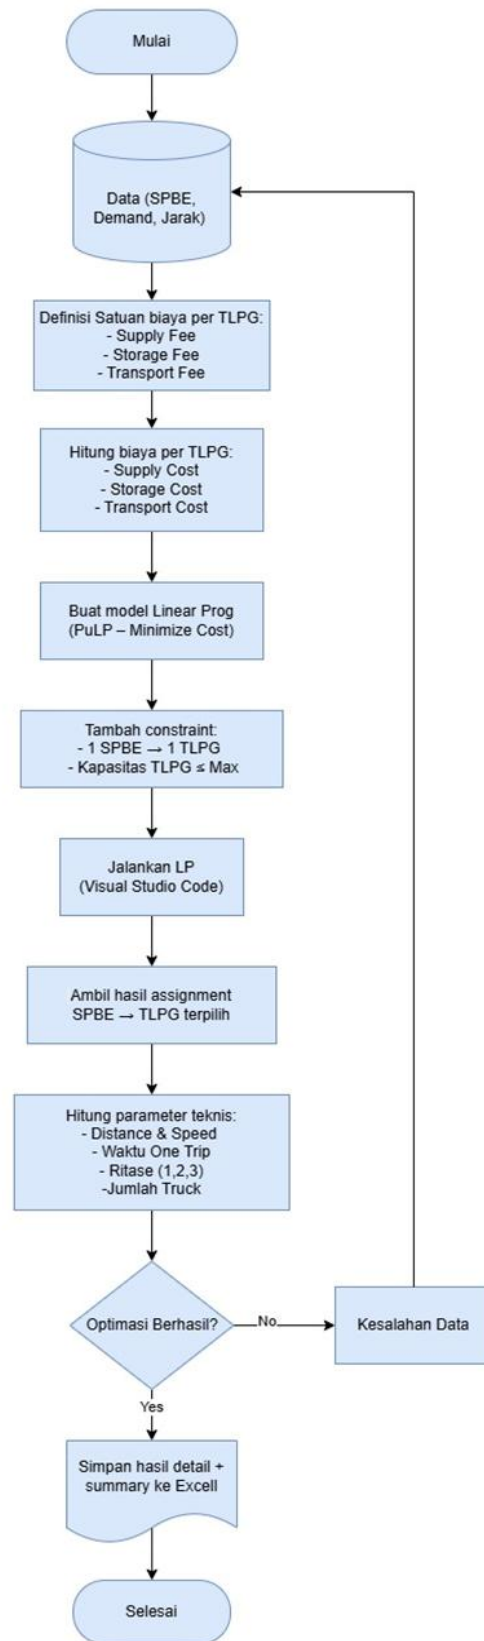 Mulai
Data (SPBE,
Demand, Jarak)
Definisi Satuan biaya per TLPG:
- Supply Fee
- Storage Fee
- Transport Fee
Hitung biaya per TLPG:
- Supply Cost
- Storage Cost
- Transport Cost
Buat model Linear Prog
(PuLP – Minimize Cost)
Tambah constraint:
- 1 SPBE → 1 TLPG
- Kapasitas TLPG ≤ Max
Jalankan LP
(Visual Studio Code)
Ambil hasil assignment
SPBE → TLPG terpilih
Hitung parameter teknis:
- Distance & Speed
- Waktu One Trip
- Ritase (1,2,3)
-Jumlah Truck
Optimasi Berhasil?
No
Kesalahan Data
Yes
Simpan hasil detail +
summary ke Excell
Selesai